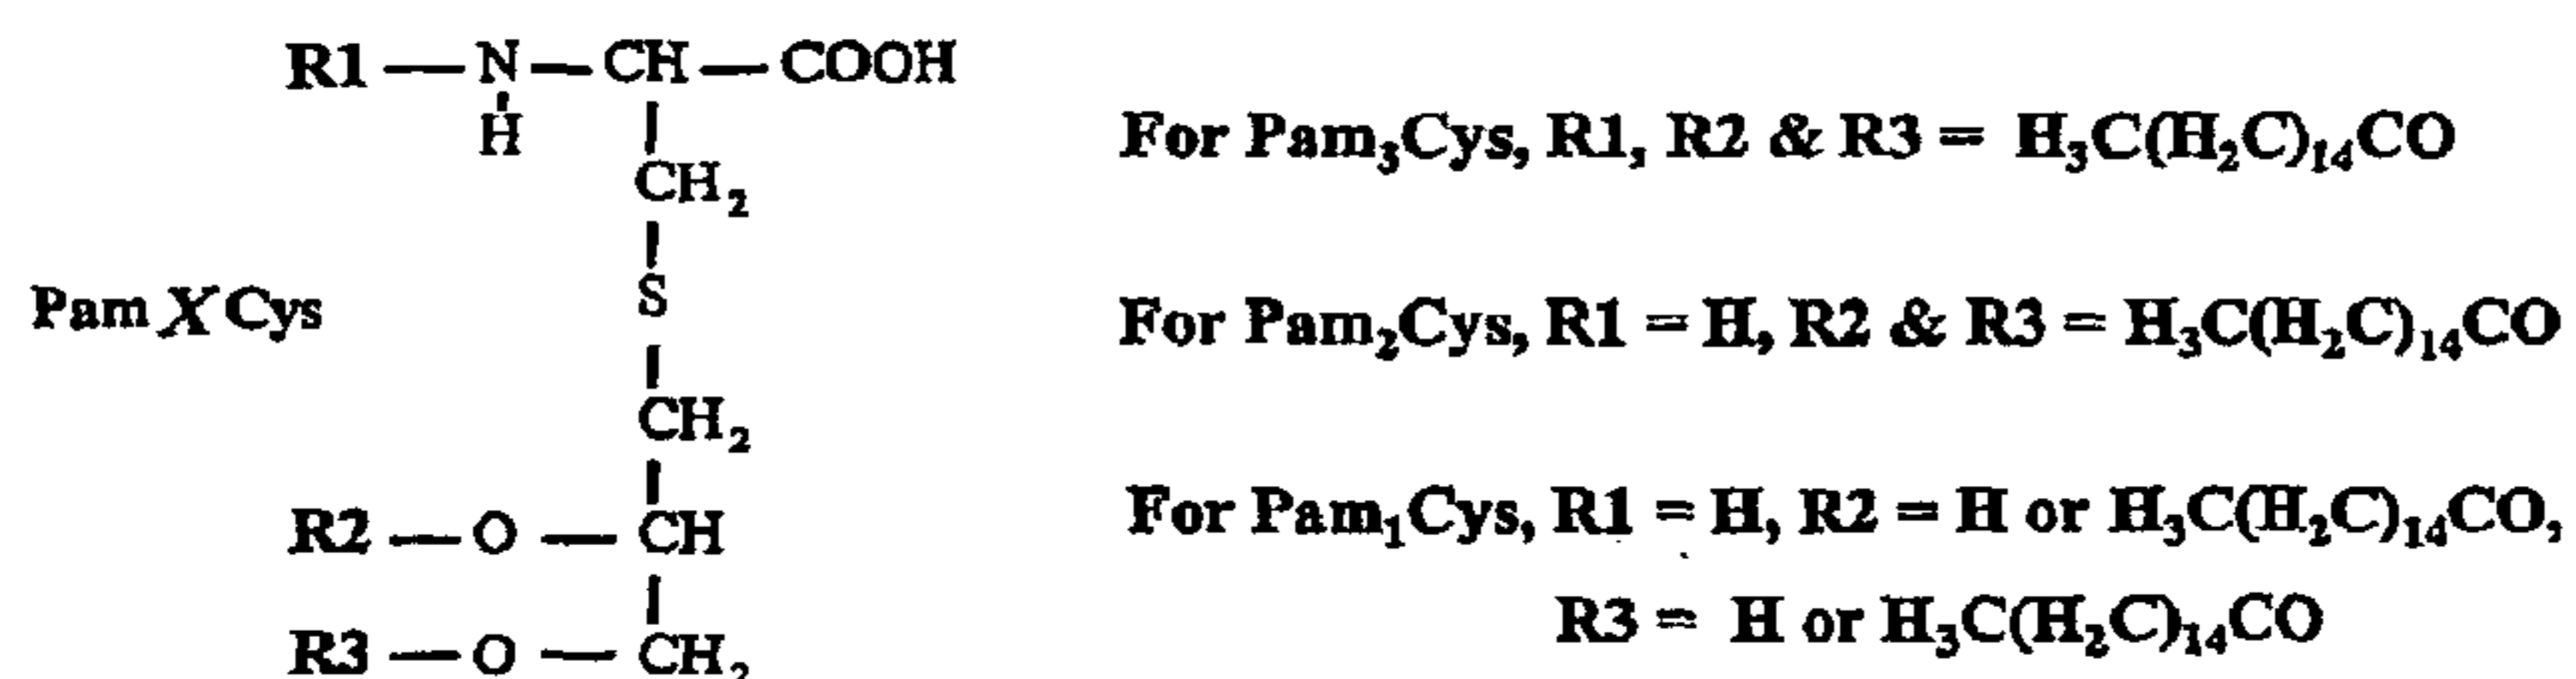 R1 — N — CH — COOH
H
CH₂
For Pam₃Cys, R1, R2 & R3 = H₃C(H₂C)₁₄CO
S
Pam X Cys
For Pam₂Cys, R1 = H, R2 & R3 = H₃C(H₂C)₁₄CO
CH₂
R2 — O — CH
For Pam₁Cys, R1 = H, R2 = H or H₃C(H₂C)₁₄CO,
R3 = H or H₃C(H₂C)₁₄CO
R3 — O — CH₂